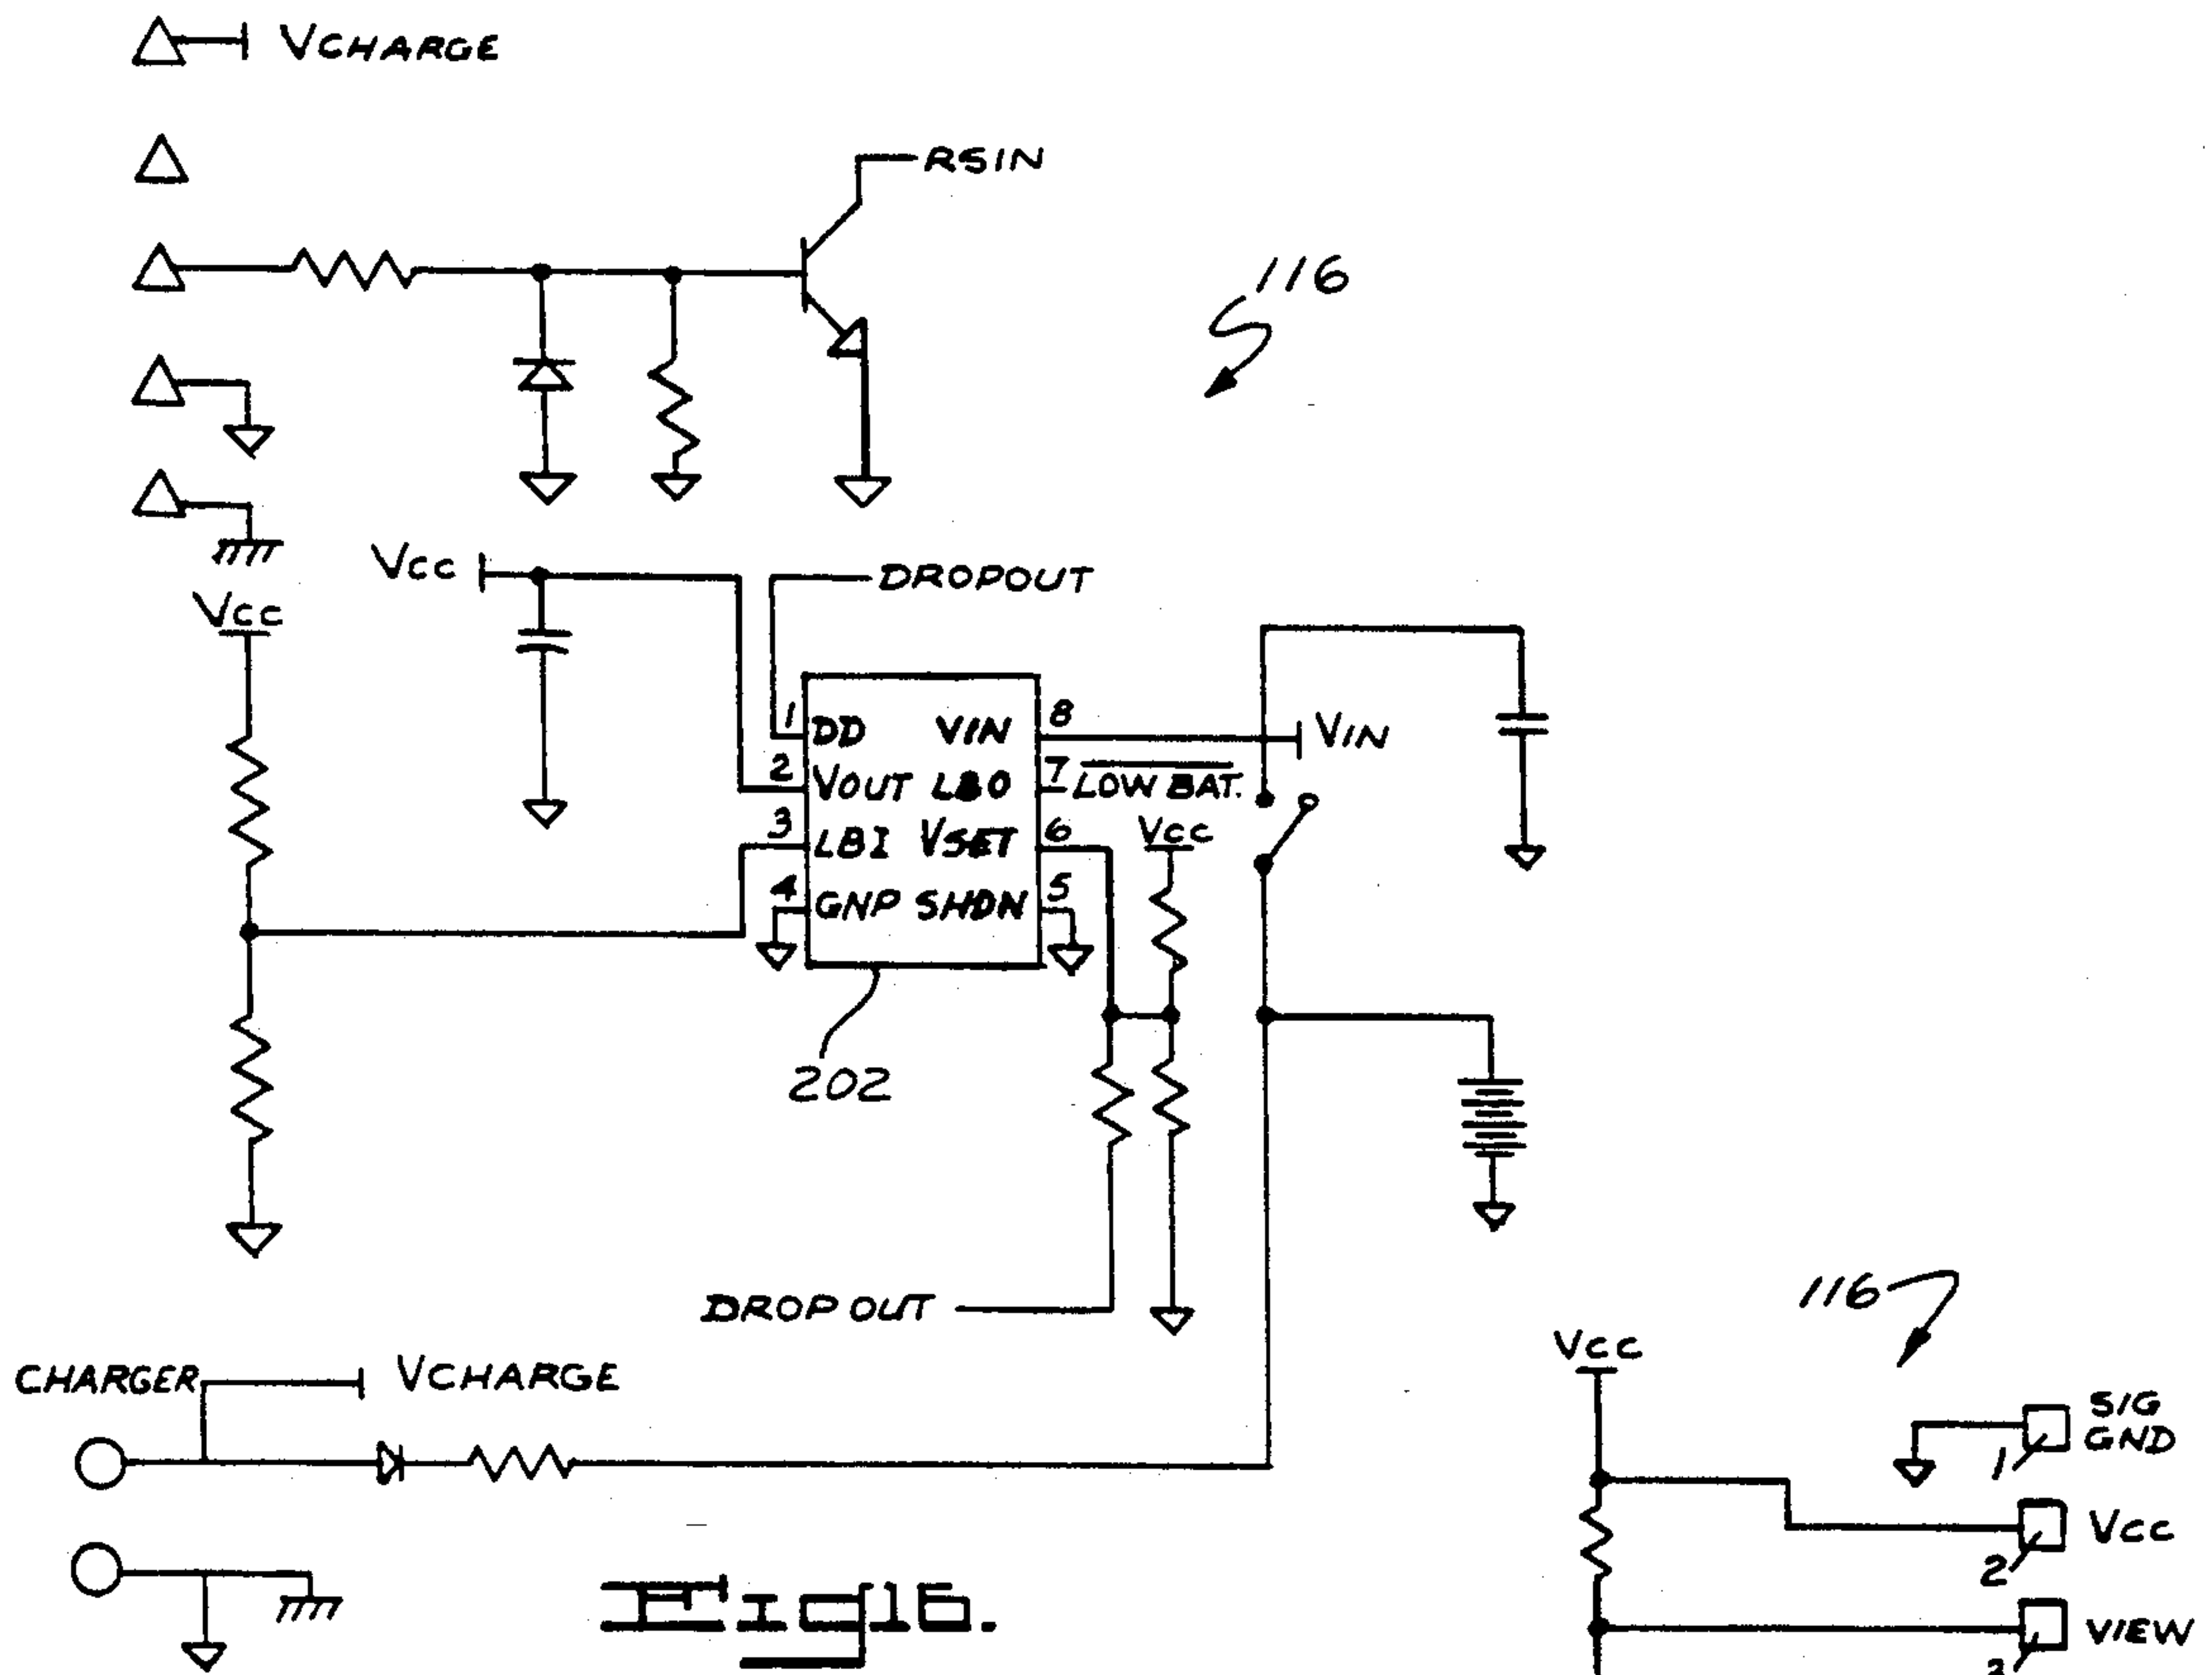 VCHARGE
RSIN
116
VCC
DROPOUT
VCC
1 DD VIN 8
VIN
2 VOUT LBO 7
LOW BAT.
3 LBI VSET 6
VCC
4 GNP SHDN 5
202
DROP OUT
116
VCC
CHARGER
VCHARGE
SIG
GND
1
VCC
2
VIEW
3